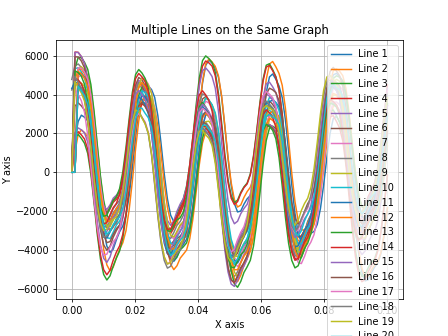 Multiple Lines on the Same Graph
6000
4000
2000
0
−2000
−4000
−6000
Y axis
0.00
0.02
0.04
0.06
0.08
X axis
Line 1
Line 2
Line 3
Line 4
Line 5
Line 6
Line 7
Line 8
Line 9
Line 10
Line 11
Line 12
Line 13
Line 14
Line 15
Line 16
Line 17
Line 18
Line 19
Line 20